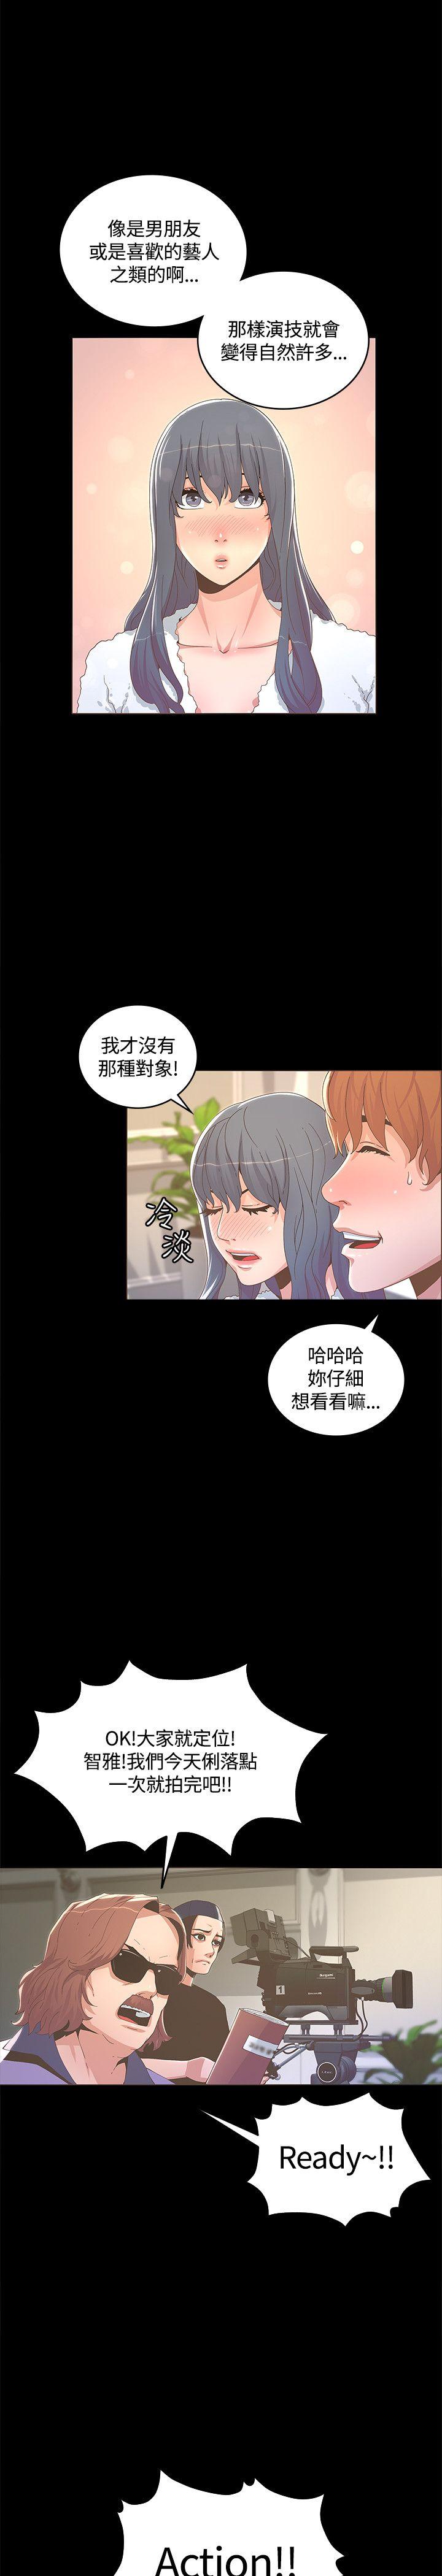 像是男朋友
或是喜歡的藝人
之類的啊...
那樣演技就會
變得自然許多...
我才沒有
那種對象!
冷
淡
哈哈哈
妳仔細
想看看嘛...
OK!大家就定位!
智雅!我們今天俐落點
一次就拍完吧!!
1
Ready~!!
Action!!